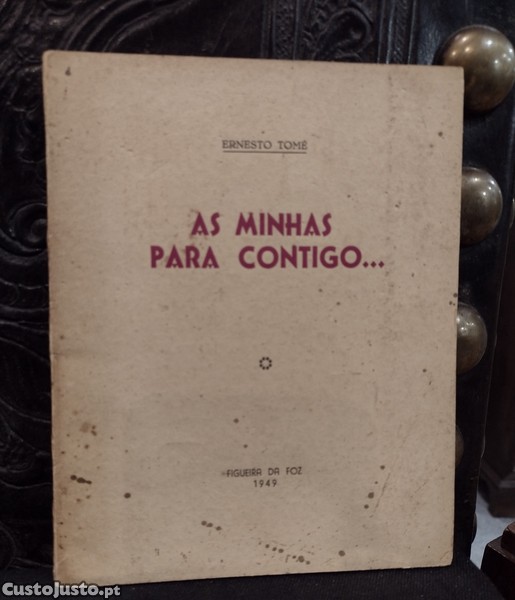 ERNESTO TOMÉ
AS MINHAS
PARA CONTIGO...
FIGUEIRA DA FOZ
1949
CustoJusto.pt